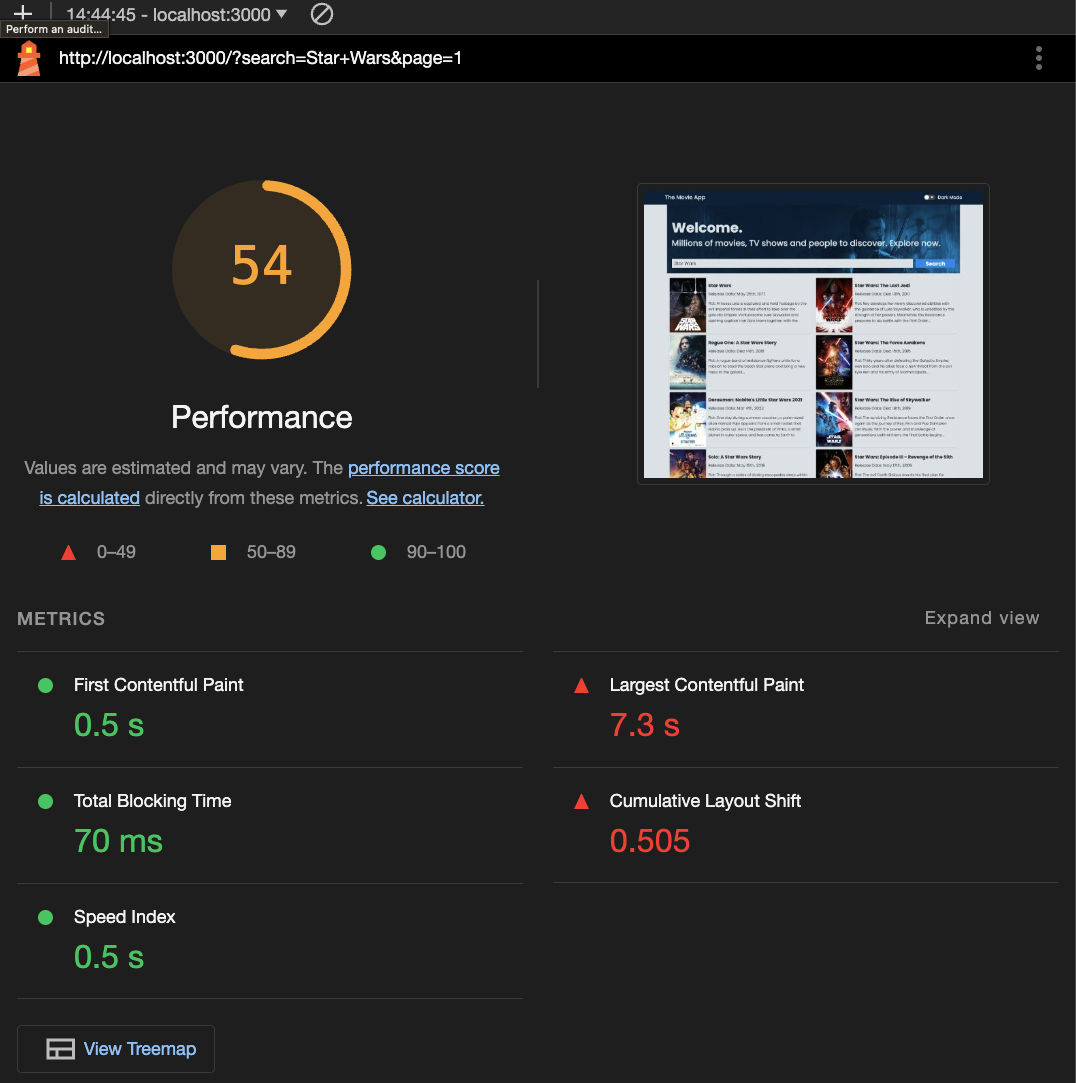 14:44:45 - localhost:3000
Perform an audit...
http://localhost:3000/?search=Star+Wars&page=1
54
Performance
Values are estimated and may vary. The performance score
is calculated directly from these metrics. See calculator.
0–49
50–89
90–100
The Movie App
Dark Mode
Welcome.
Millions of movies, TV shows and people to discover. Explore now.
Star Wars
Search
Star Wars
Star Wars: The Last Jedi
Rogue One: A Star Wars Story
Star Wars: The Force Awakens
Doraemon: Nobita's Little Star Wars 2021
Star Wars: The Rise of Skywalker
Solo: A Star Wars Story
Star Wars: Episode III - Revenge of the Sith
METRICS
Expand view
First Contentful Paint
0.5 s
Largest Contentful Paint
7.3 s
Total Blocking Time
70 ms
Cumulative Layout Shift
0.505
Speed Index
0.5 s
View Treemap